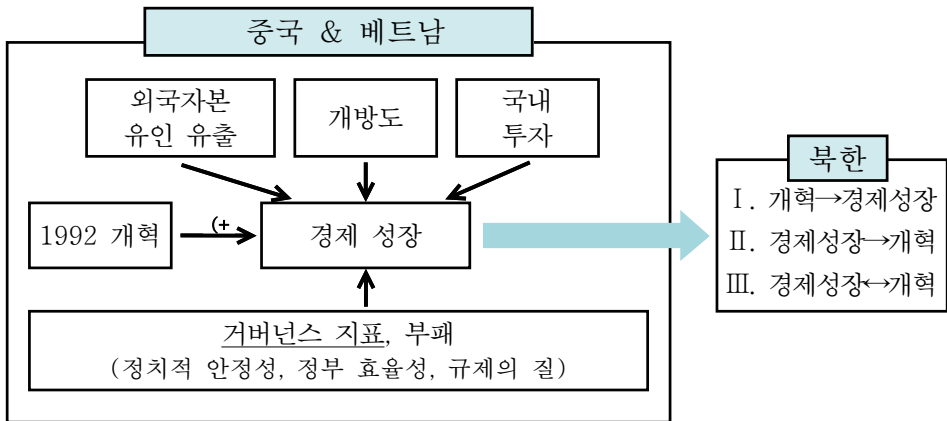 중국 & 베트남
외국자본
유인 유출
개방도
국내
투자
1992 개혁
(+
경제 성장
거버넌스 지표, 부패
(정치적 안정성, 정부 효율성, 규제의 질)
북한
Ⅰ. 개혁→경제성장
Ⅱ. 경제성장→개혁
Ⅲ. 경제성장↔개혁